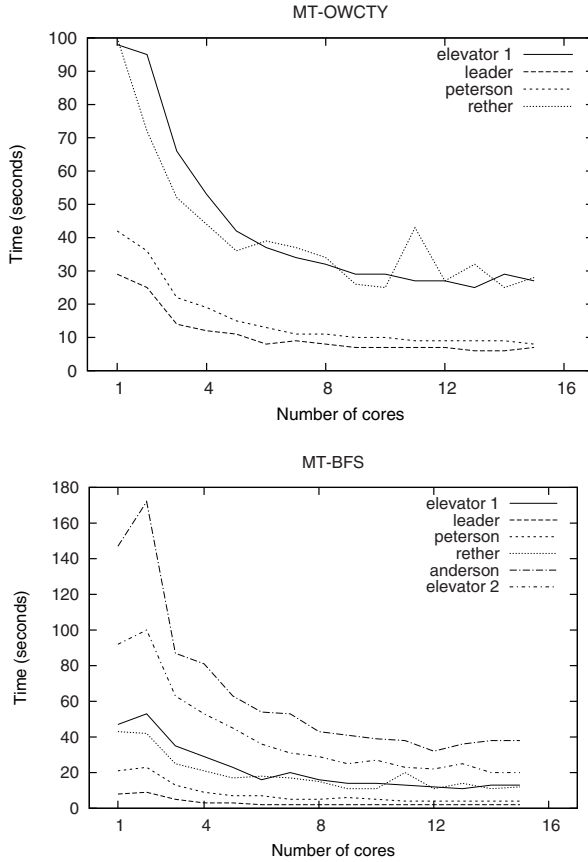 MT-OWCTY
100
90
80
70
60
50
40
30
20
10
0
Time (seconds)
elevator 1
leader
peterson
rether
1 4 8 12 16
Number of cores
MT-BFS
180
160
140
120
100
80
60
40
20
0
Time (seconds)
elevator 1
leader
peterson
rether
anderson
elevator 2
1 4 8 12 16
Number of cores